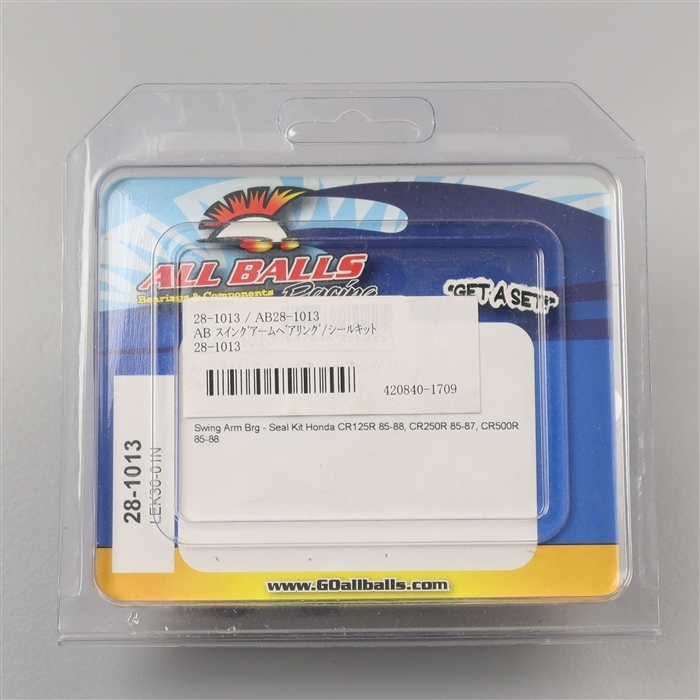 ALL BALLS
Bearings & Components
Racing
"GET A SET!"
28-1013 / AB28-1013
AB スイングアームベアリング/シールキット
28-1013
420840-1709
Swing Arm Brg - Seal Kit Honda CR125R 85-88, CR250R 85-87, CR500R
85-88
28-1013
LEK30-01N
www.GOallballs.com